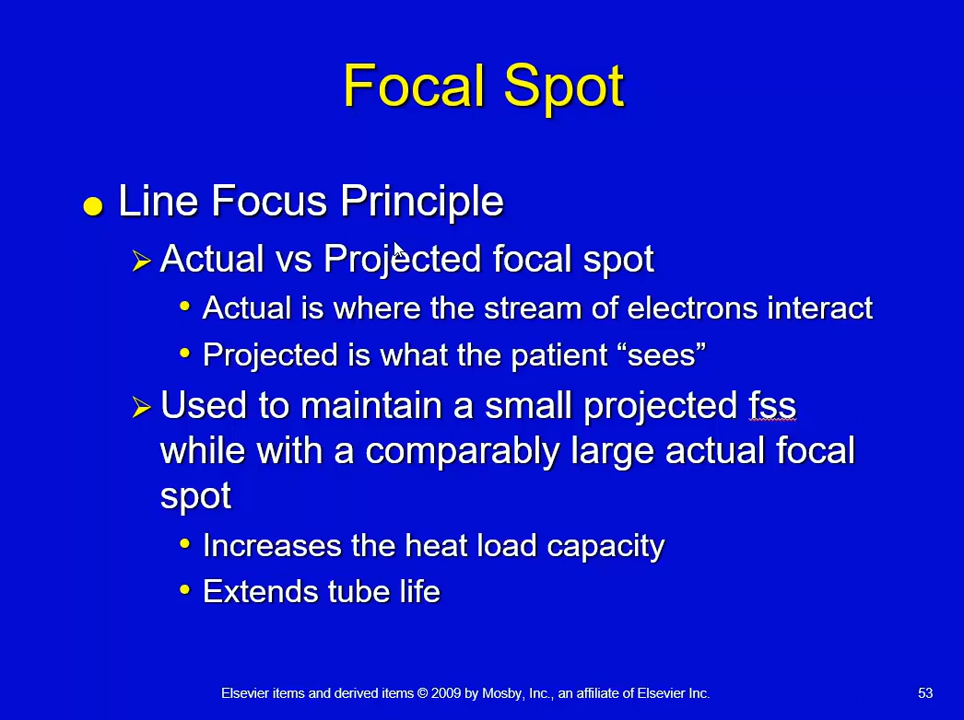 Focal Spot
Line Focus Principle
Actual vs Projected focal spot
Actual is where the stream of electrons interact
Projected is what the patient “sees”
Used to maintain a small projected fss
while with a comparably large actual focal
spot
Increases the heat load capacity
Extends tube life
Elsevier items and derived items © 2009 by Mosby, Inc., an affiliate of Elsevier Inc.
53